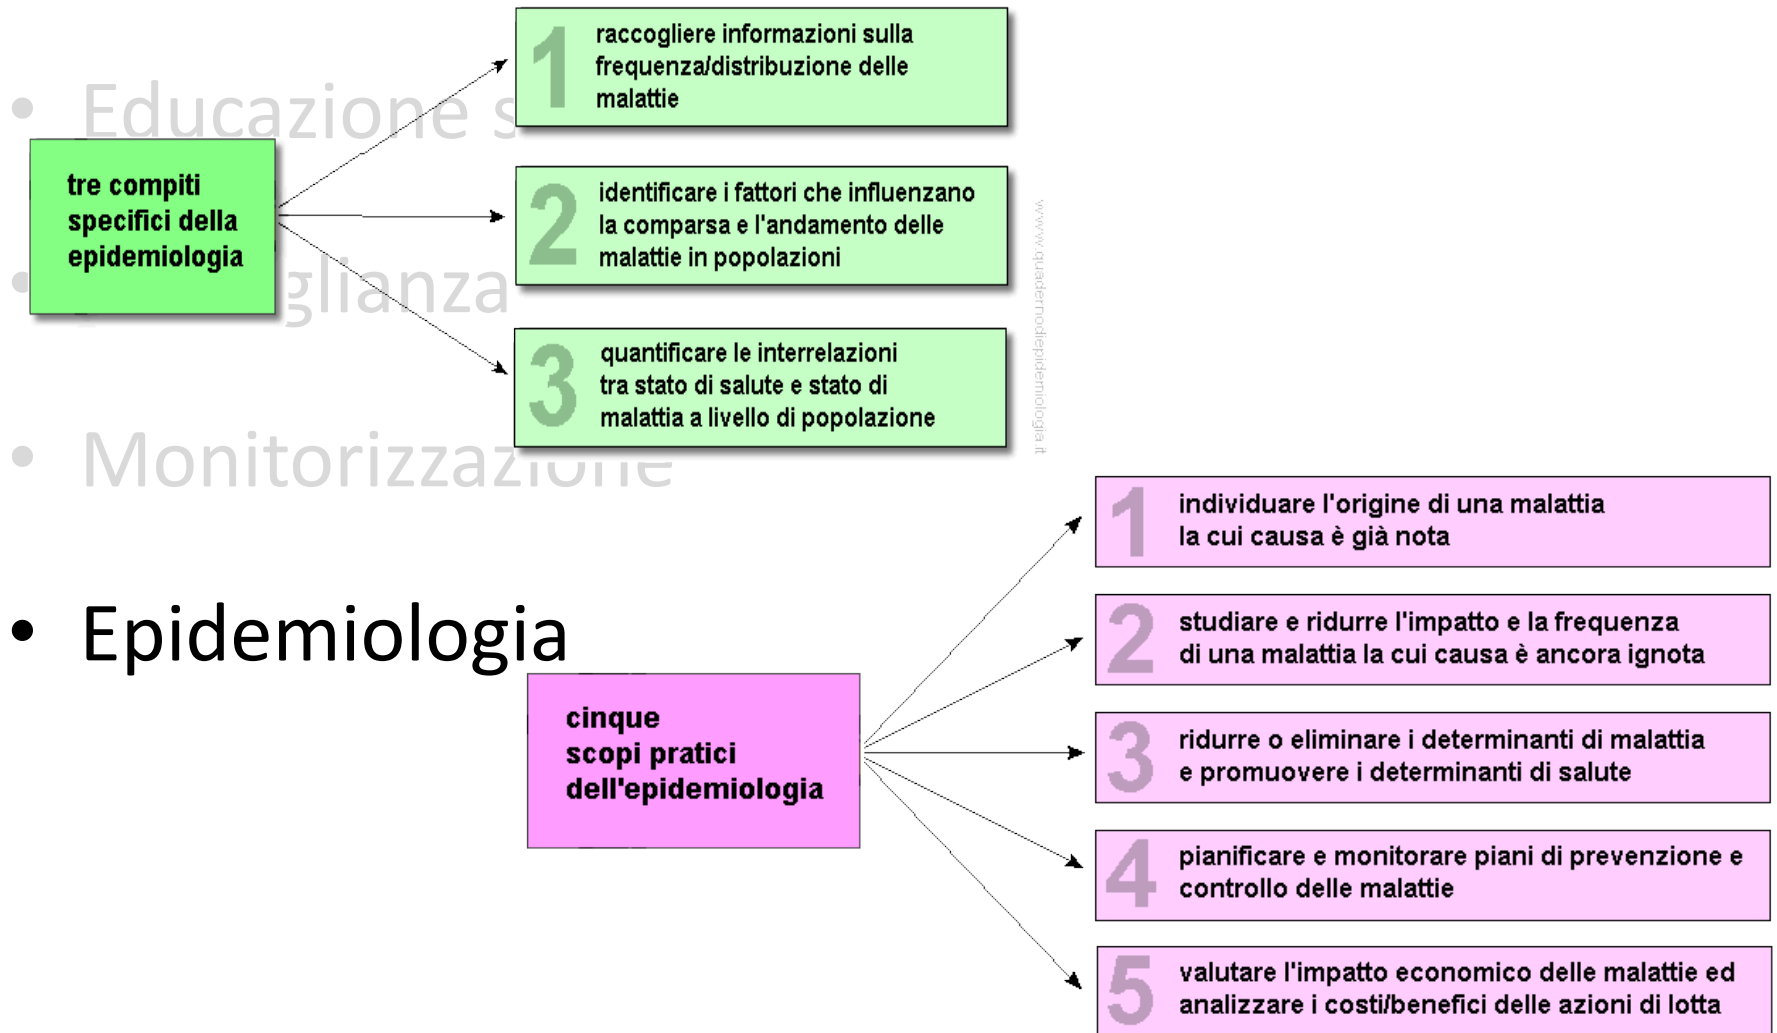 1 raccogliere informazioni sulla
frequenza/distribuzione delle
malattie
• Educazione
tre compiti
specifici della
epidemiologia
2 identificare i fattori che influenzano
la comparsa e l'andamento delle
malattie in popolazioni
3 quantificare le interrelazioni
tra stato di salute e stato di
malattia a livello di popolazione
www.quadernodiepidemiologia.it
• Monitorizzazione
• Epidemiologia
cinque
scopi pratici
dell'epidemiologia
1 individuare l'origine di una malattia
la cui causa è già nota
2 studiare e ridurre l'impatto e la frequenza
di una malattia la cui causa è ancora ignota
3 ridurre o eliminare i determinanti di malattia
e promuovere i determinanti di salute
4 pianificare e monitorare piani di prevenzione e
controllo delle malattie
5 valutare l'impatto economico delle malattie ed
analizzare i costi/benefici delle azioni di lotta